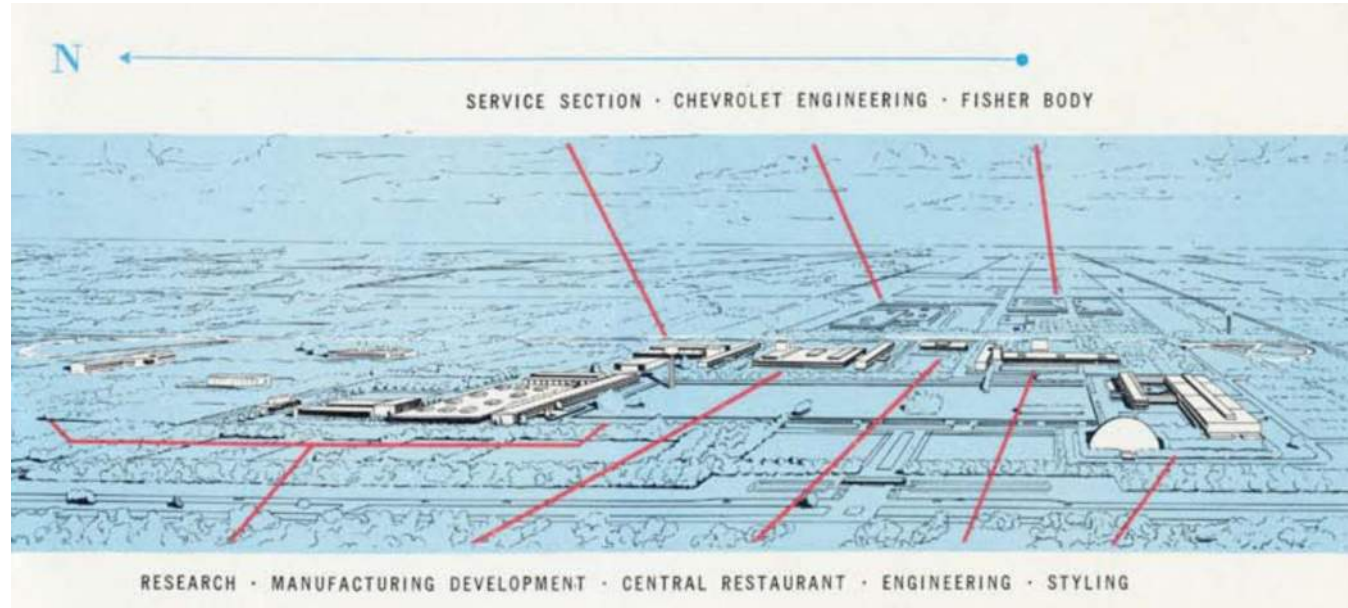 N
SERVICE SECTION · CHEVROLET ENGINEERING · FISHER BODY
RESEARCH · MANUFACTURING DEVELOPMENT · CENTRAL RESTAURANT · ENGINEERING · STYLING